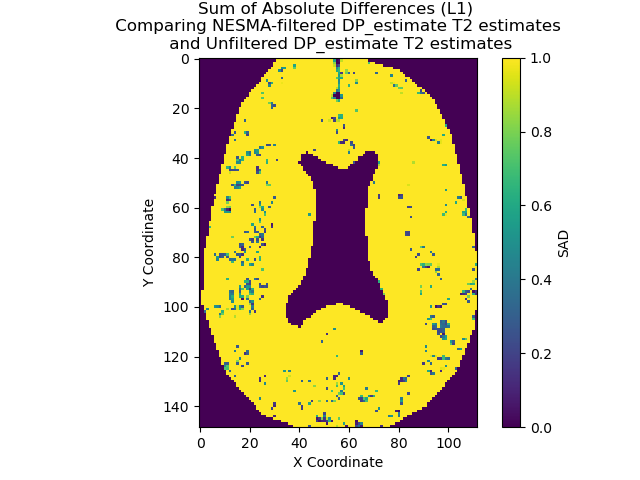 Sum of Absolute Differences (L1)
Comparing NESMA-filtered DP_estimate T2 estimates
and Unfiltered DP_estimate T2 estimates
0
20
40
60
80
100
120
140
Y Coordinate
0 20 40 60 80 100
X Coordinate
1.0
0.8
0.6
0.4
0.2
0.0
SAD